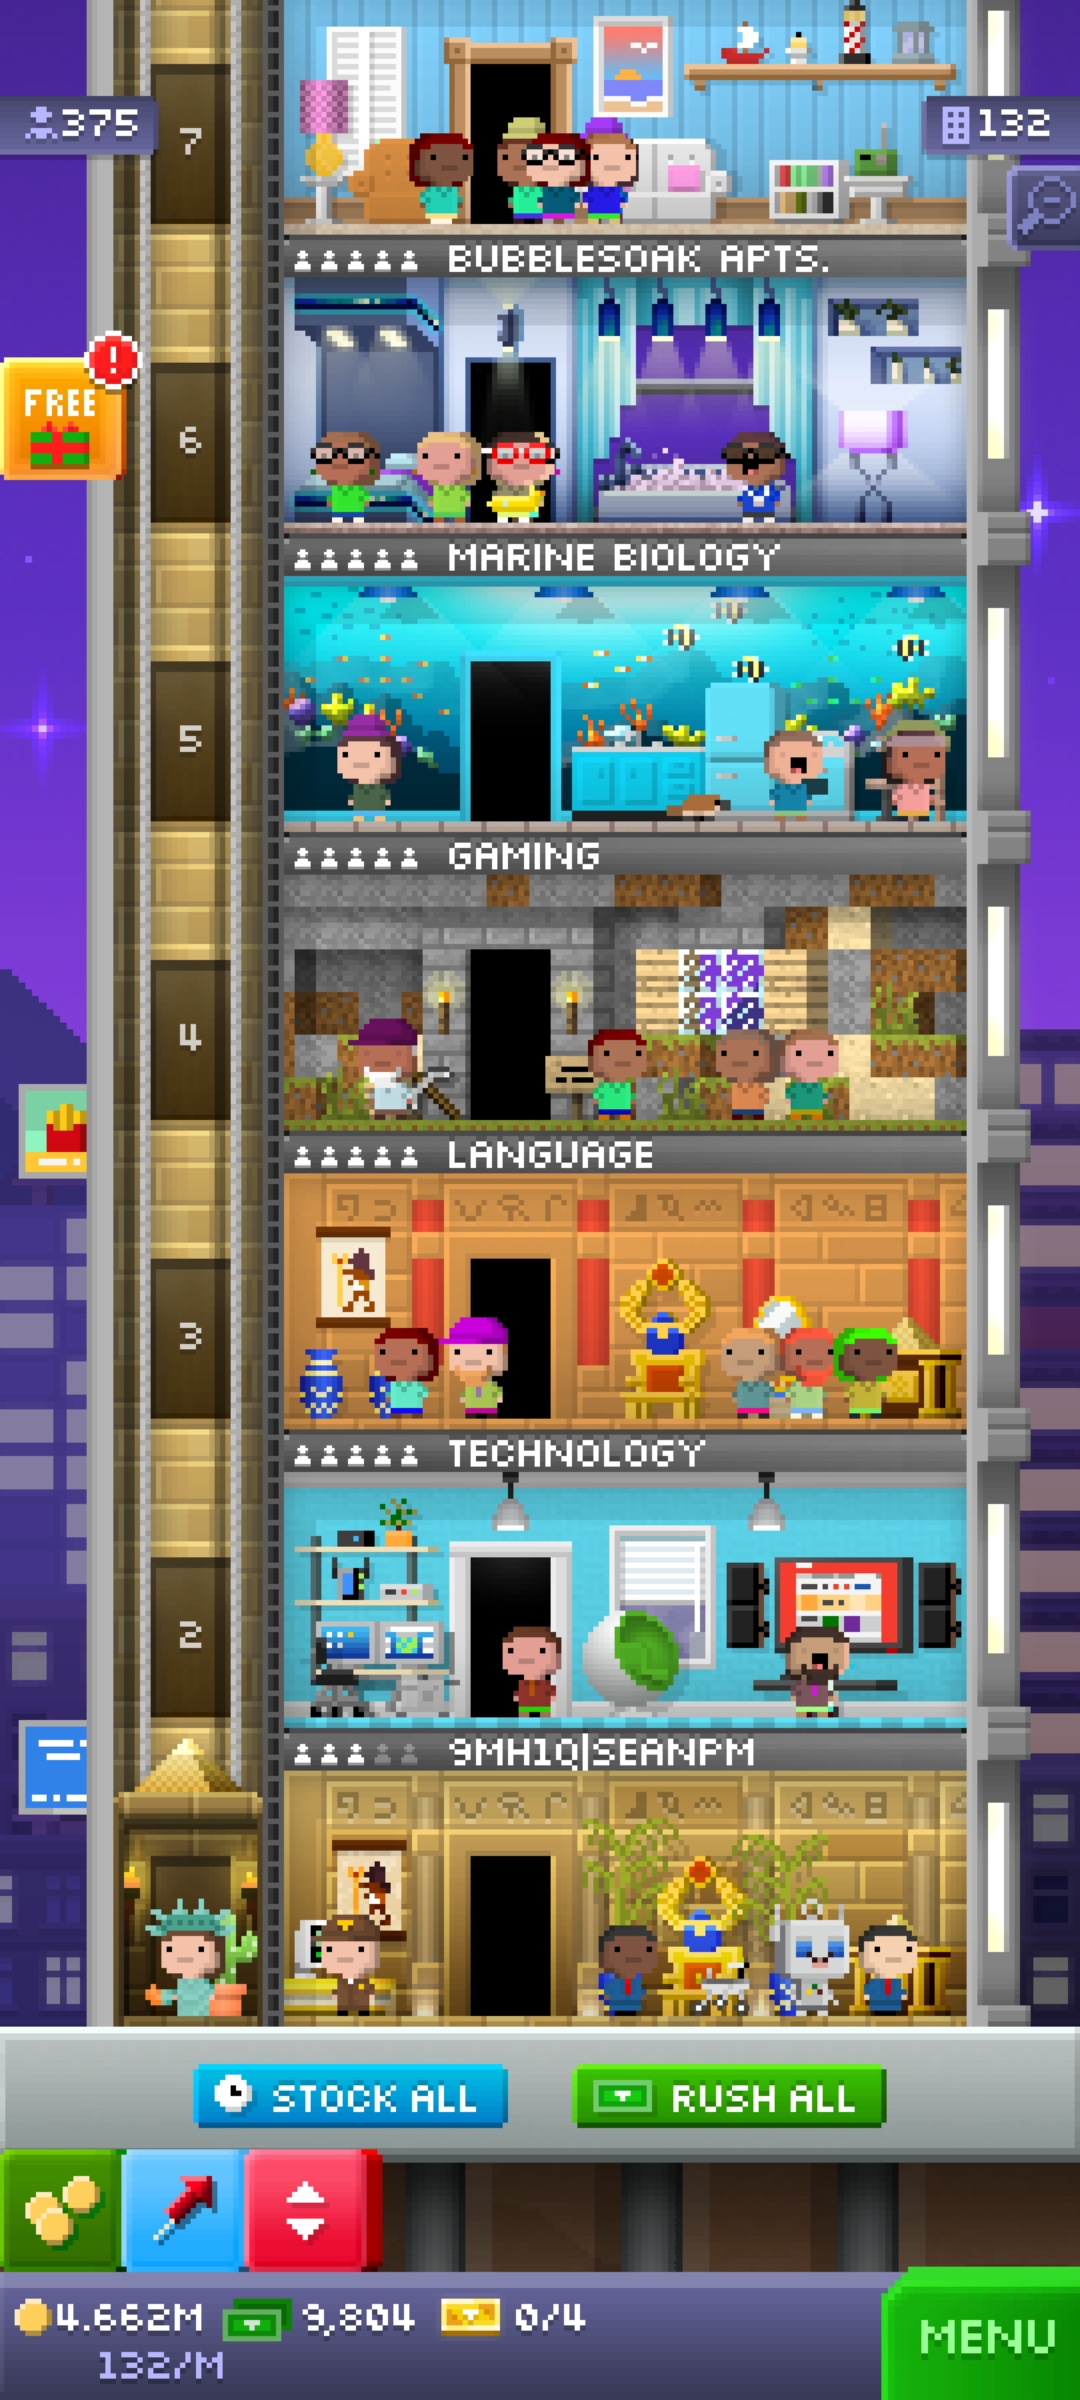 7
375
132
BUBBLESOAK APTS.
FREE
!
6
MARINE BIOLOGY
5
GAMING
4
LANGUAGE
3
TECHNOLOGY
2
9MH1Q|SEANPM
STOCK ALL
RUSH ALL
4.662M
9,804
0/4
132/M
MENU